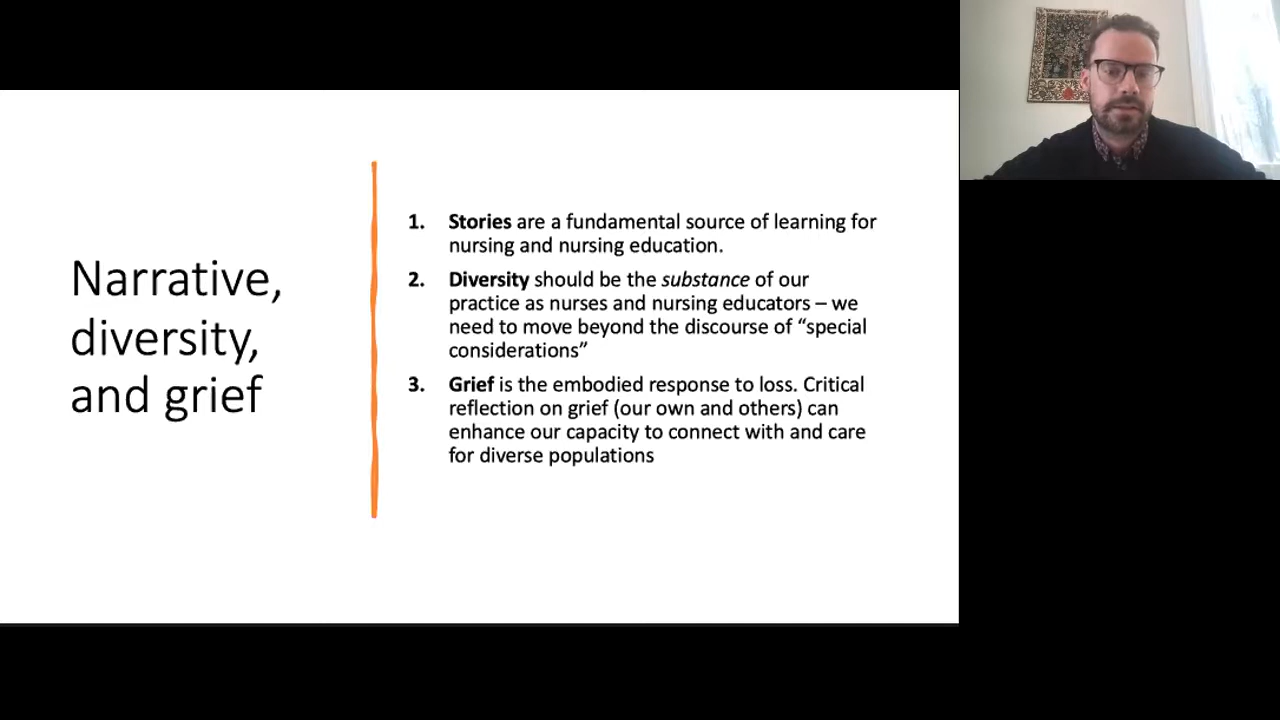 Narrative,
diversity,
and grief
1. Stories are a fundamental source of learning for
nursing and nursing education.
2. Diversity should be the substance of our
practice as nurses and nursing educators – we
need to move beyond the discourse of “special
considerations”
3. Grief is the embodied response to loss. Critical
reflection on grief (our own and others) can
enhance our capacity to connect with and care
for diverse populations